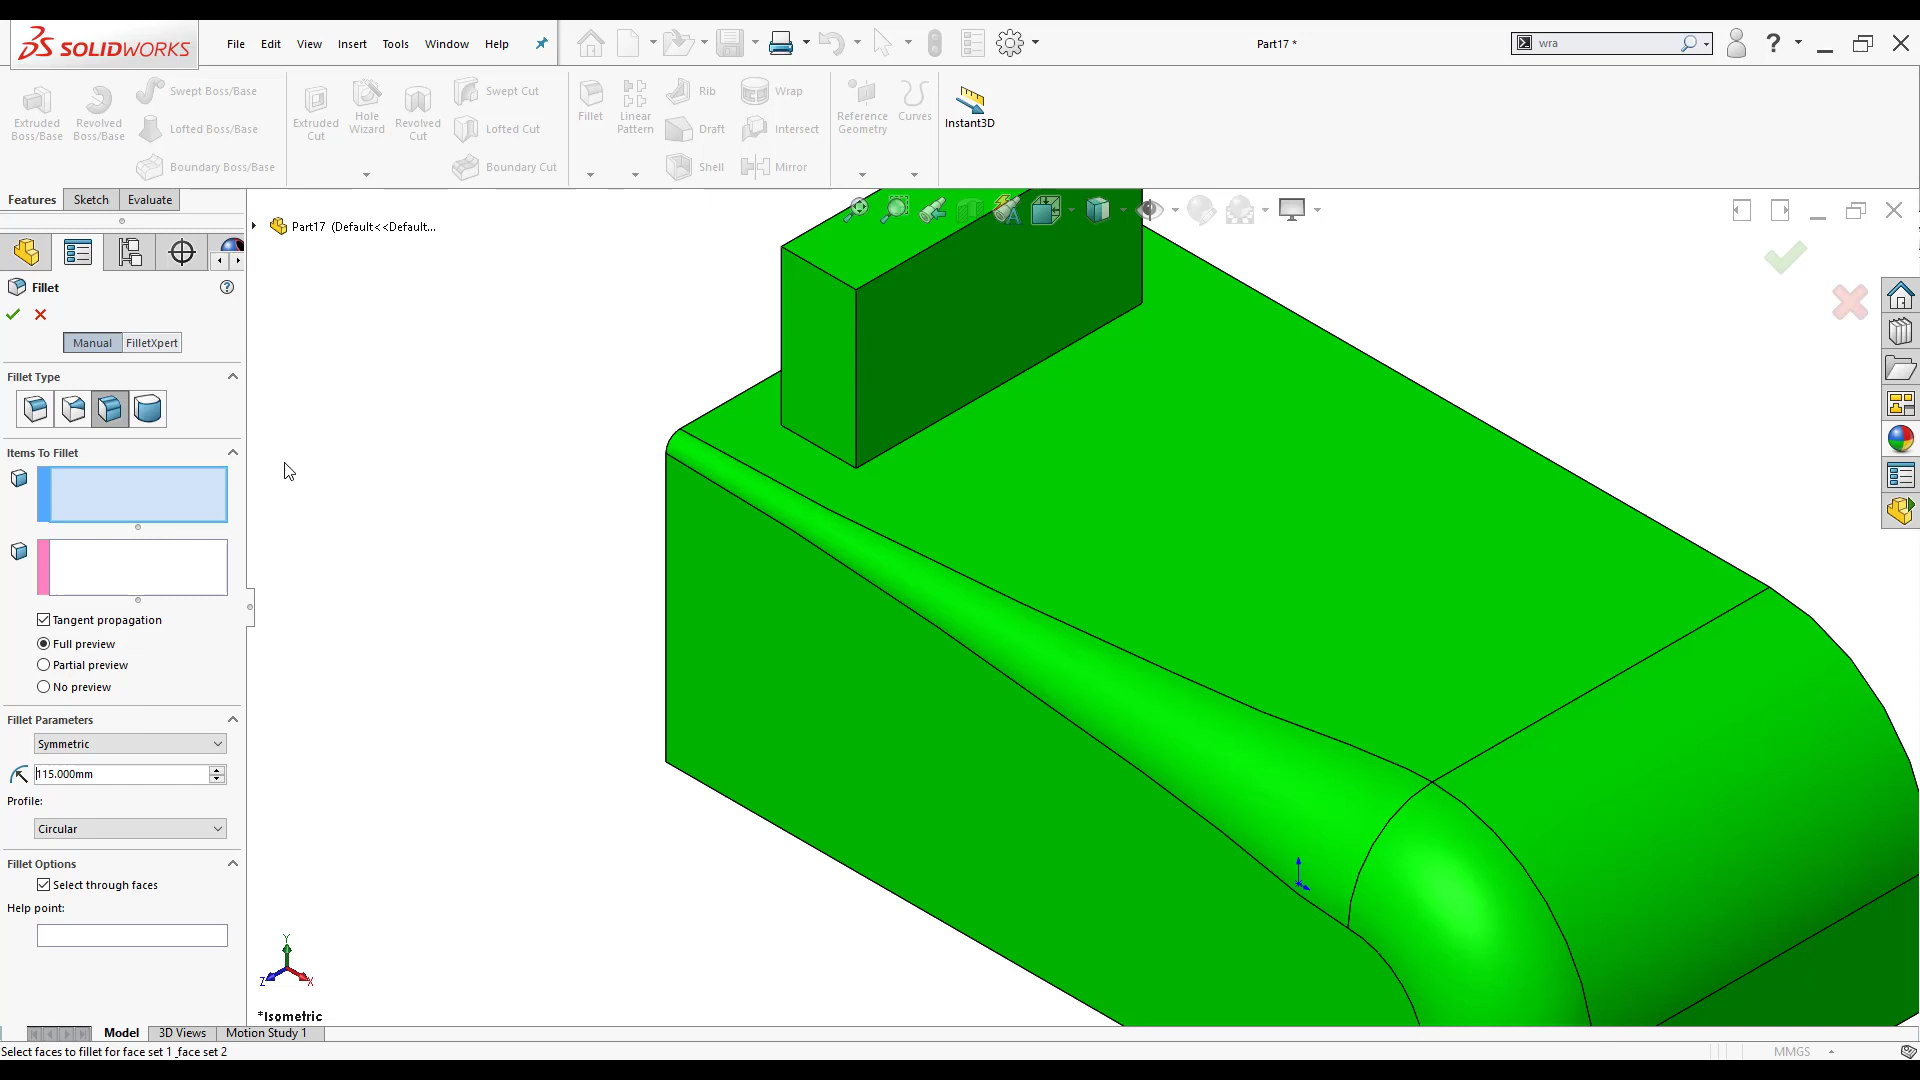 SOLIDWORKS File Edit View Insert Tools Window Help Part17 * wra
Extruded Boss/Base
Revolved Boss/Base
Swept Boss/Base
Lofted Boss/Base
Boundary Boss/Base
Extruded Cut
Hole Wizard
Revolved Cut
Swept Cut
Lofted Cut
Boundary Cut
Fillet
Linear Pattern
Rib
Draft
Shell
Wrap
Intersect
Mirror
Reference Geometry
Curves
Instant3D
Features Sketch Evaluate
Part17 (Default<<Default...
Fillet
Manual FilletXpert
Fillet Type
Items To Fillet
Tangent propagation
Full preview
Partial preview
No preview
Fillet Parameters
Symmetric
115.000mm
Profile:
Circular
Fillet Options
Select through faces
Help point:
Y
Z X
*Isometric
Model 3D Views Motion Study 1
Select faces to fillet for face set 1 ,face set 2
MMGS